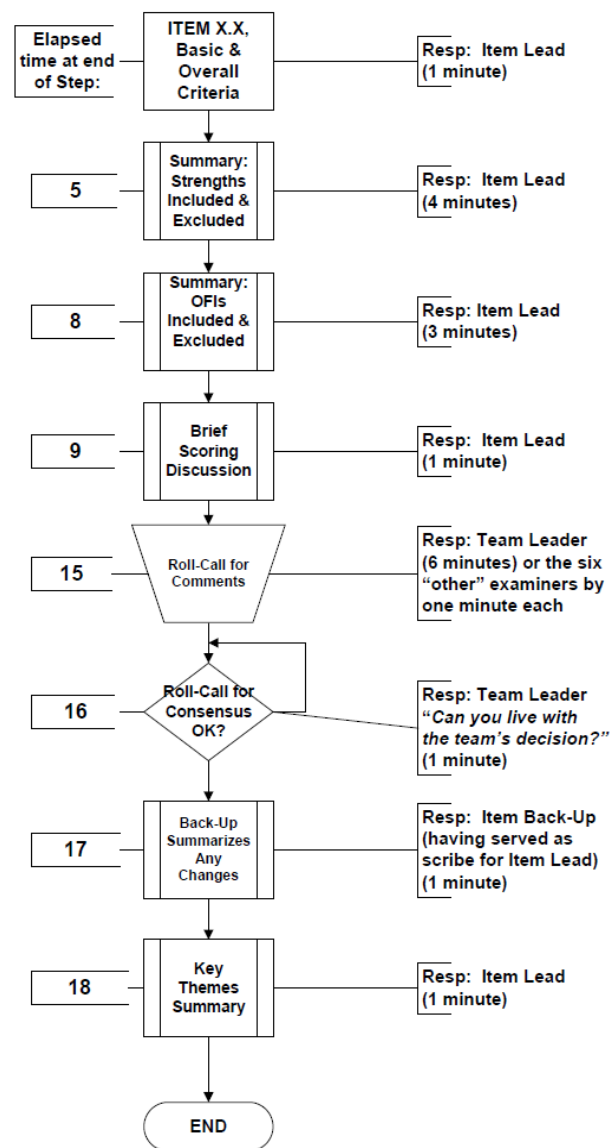 Elapsed
time at end
of Step:
ITEM X.X,
Basic &
Overall
Criteria
Resp: Item Lead
(1 minute)
5
Summary:
Strengths
Included &
Excluded
Resp: Item Lead
(4 minutes)
8
Summary:
OFIs
Included &
Excluded
Resp: Item Lead
(3 minutes)
9
Brief
Scoring
Discussion
Resp: Item Lead
(1 minute)
15
Roll-Call for
Comments
Resp: Team Leader
(6 minutes) or the six
“other” examiners by
one minute each
16
Roll-Call for
Consensus
OK?
Resp: Team Leader
“Can you live with
the team’s decision?”
(1 minute)
17
Back-Up
Summarizes
Any
Changes
Resp: Item Back-Up
(having served as
scribe for Item Lead)
(1 minute)
18
Key
Themes
Summary
Resp: Item Lead
(1 minute)
END